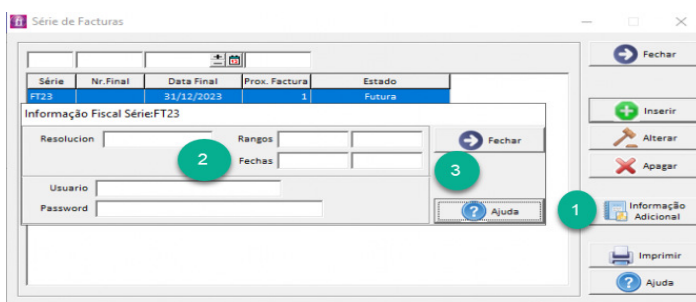 Série de Facturas
Fechar
Série Nr.Final Data Final Prox. Factura Estado
FT23 31/12/2023 1 Futura
Informação Fiscal Série:FT23
Resolucion Rangos Fechar
2 Fechas 3
Usuario
Password Ajuda
Inserir
Alterar
Apagar
1 Informação
Adicional
Imprimir
Ajuda